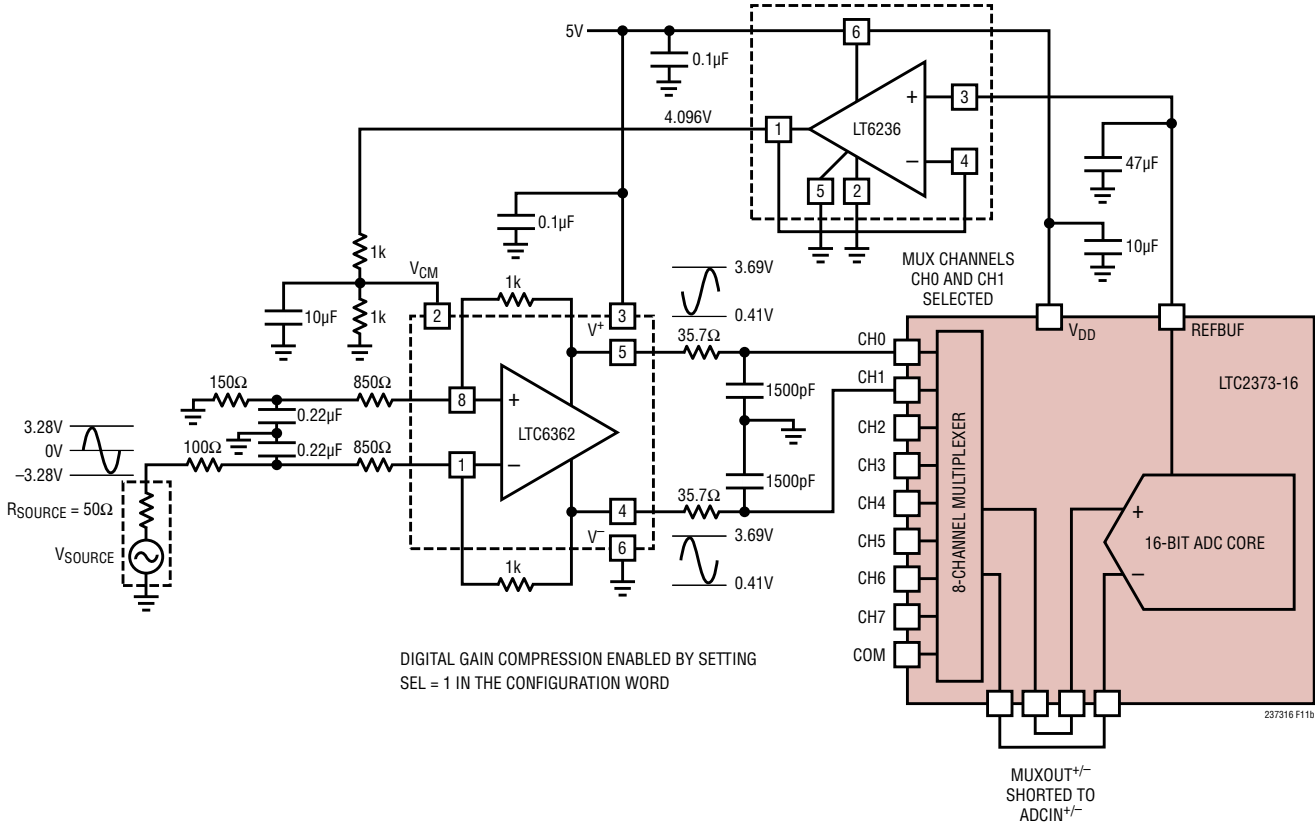 5V
0.1µF
6
+
3
LT6236
1
4.096V
−
4
5
2
47µF
10µF
0.1µF
1k
VCM
10µF
1k
2
1k
V+
3
5
MUX CHANNELS
CH0 AND CH1
SELECTED
3.69V
0.41V
35.7Ω
1500pF
VDD
REFBUF
LTC2373-16
CH0
CH1
CH2
CH3
CH4
CH5
CH6
CH7
COM
8-CHANNEL MULTIPLEXER
+
16-BIT ADC CORE
−
150Ω
0.22µF
850Ω
8
+
LTC6362
3.28V
0V
−3.28V
100Ω
0.22µF
850Ω
1
−
RSOURCE = 50Ω
VSOURCE
1k
4
V−
6
35.7Ω
1500pF
3.69V
0.41V
DIGITAL GAIN COMPRESSION ENABLED BY SETTING
SEL = 1 IN THE CONFIGURATION WORD
237316 F11b
MUXOUT+/−
SHORTED TO
ADCIN+/−